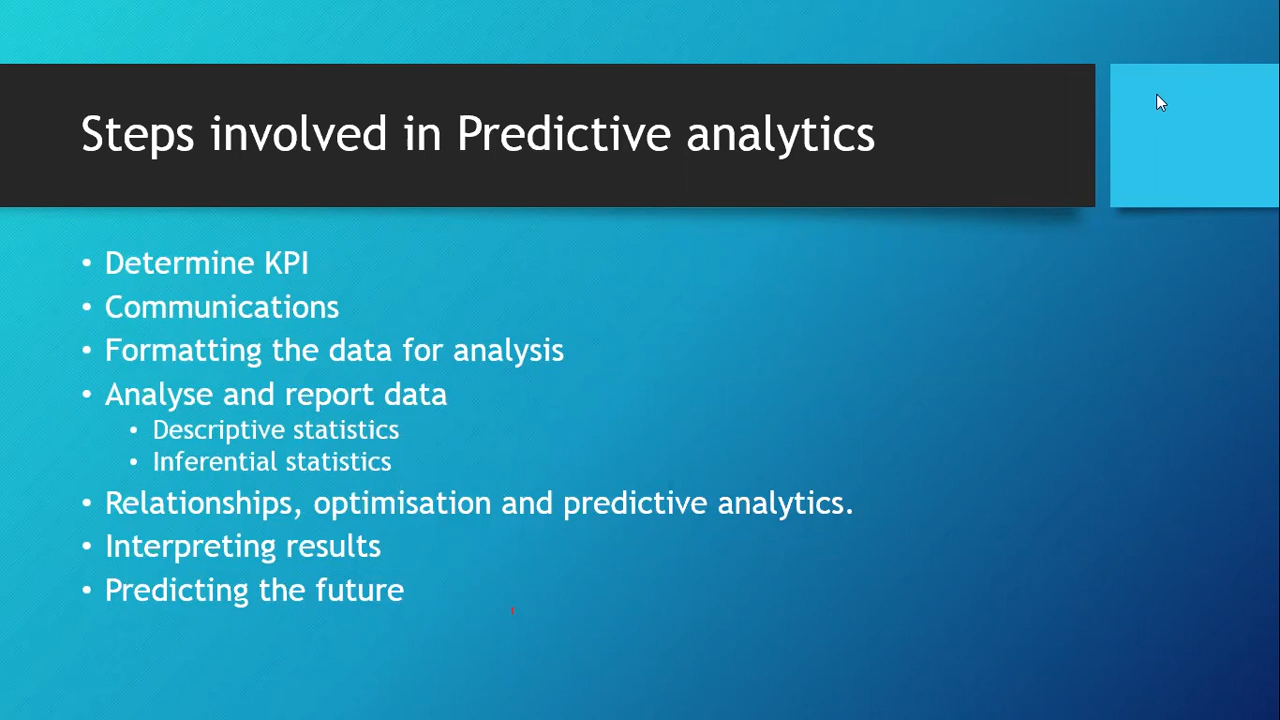 Steps involved in Predictive analytics
• Determine KPI
• Communications
• Formatting the data for analysis
• Analyse and report data
• Descriptive statistics
• Inferential statistics
• Relationships, optimisation and predictive analytics.
• Interpreting results
• Predicting the future